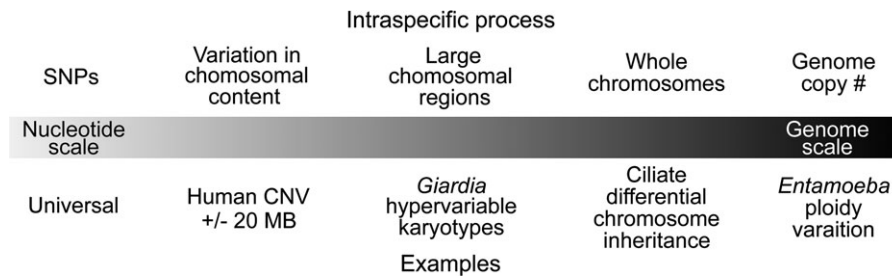 Intraspecific process
SNPs
Variation in
chomosomal
content
Large
chomosomal
regions
Whole
chromosomes
Genome
copy #
Nucleotide
scale
Genome
scale
Universal
Human CNV
+/- 20 MB
Giardia
hypervariable
karyotypes
Ciliate
differential
chromosome
inheritance
Entamoeba
ploidy
varaition
Examples